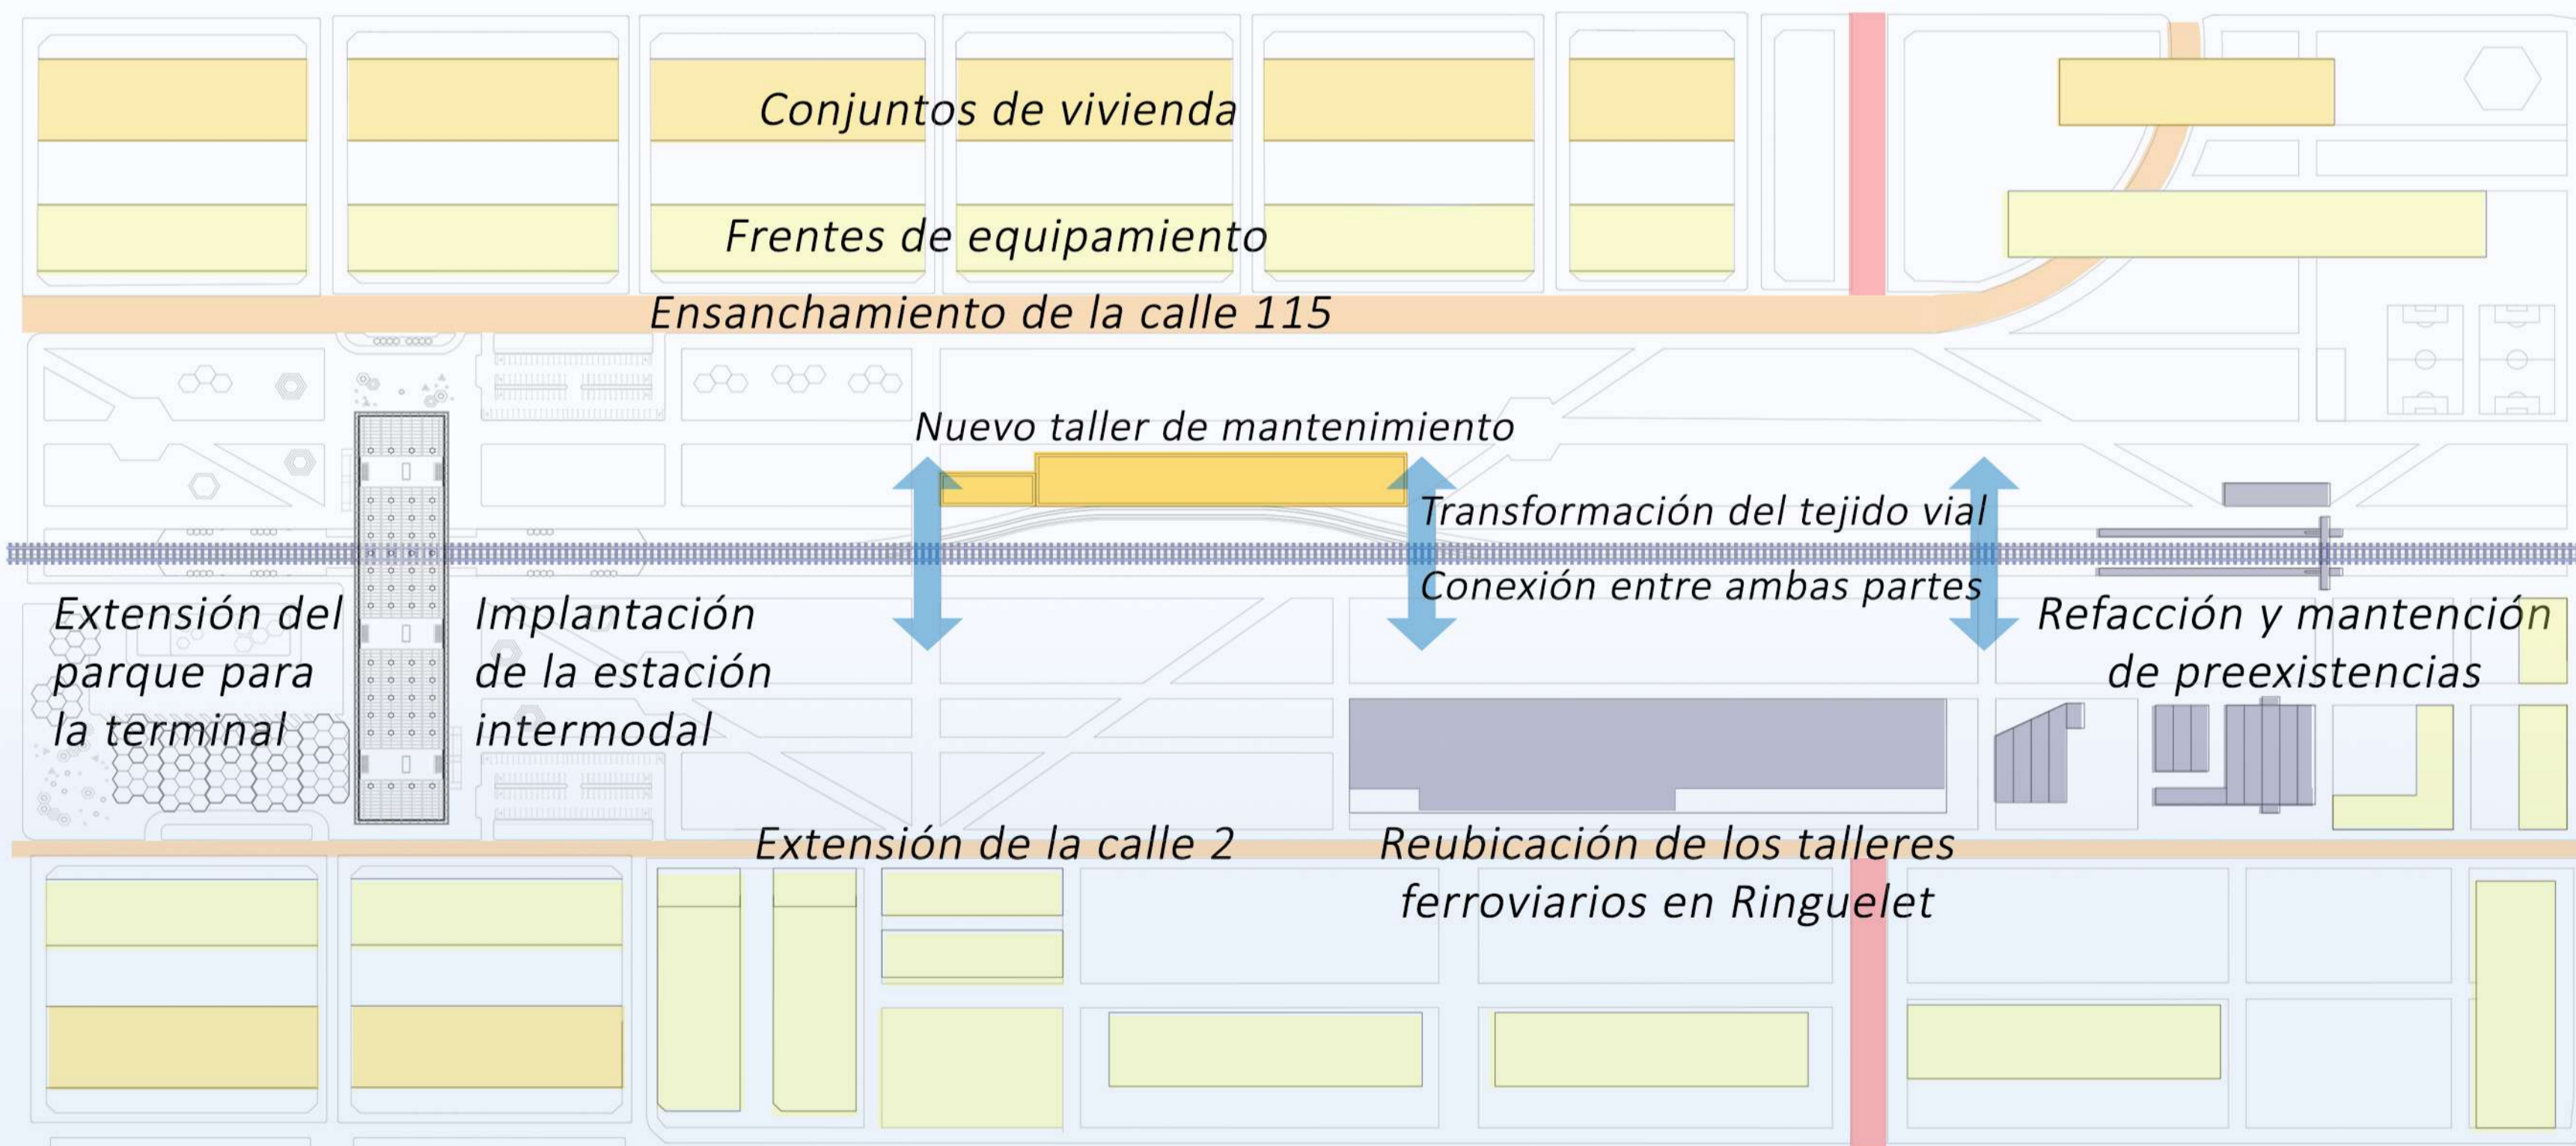 Conjuntos de vivienda
Frentes de equipamiento
Ensanchamiento de la calle 115
Nuevo taller de mantenimiento
Transformación del tejido vial
Conexión entre ambas partes
Extensión del
parque para
la terminal
Implantación
de la estación
intermodal
Refacción y mantención
de preexistencias
Extensión de la calle 2
Reubicación de los talleres
ferroviarios en Ringuelet